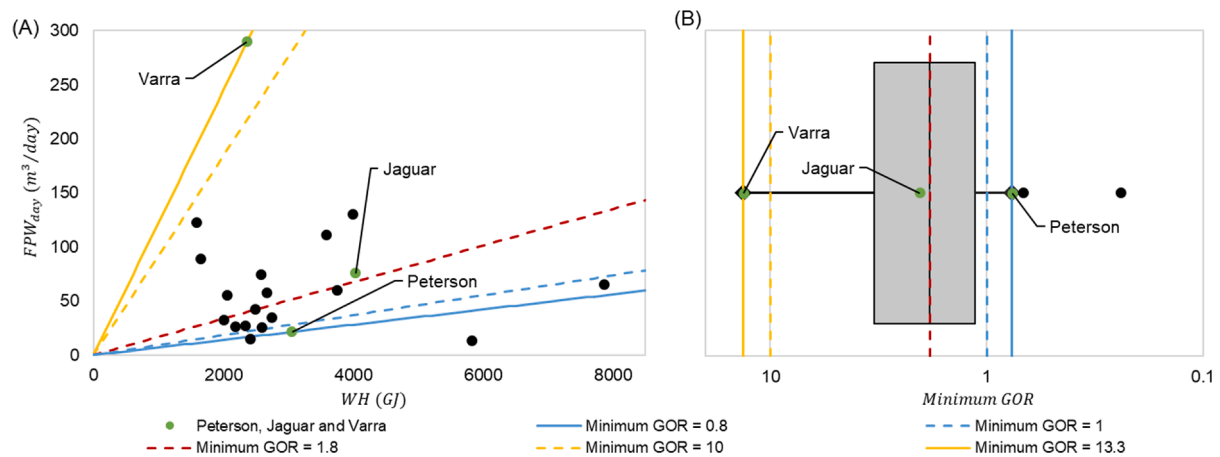 (A)
300
250
200
150
100
50
0
FPW_day (m³/day)
Varra
Jaguar
Peterson
0 2000 4000 6000 8000
WH (GJ)
(B)
Varra
Jaguar
Peterson
10 1 0.1
Minimum GOR
Peterson, Jaguar and Varra Minimum GOR = 0.8 Minimum GOR = 1
Minimum GOR = 1.8 Minimum GOR = 10 Minimum GOR = 13.3